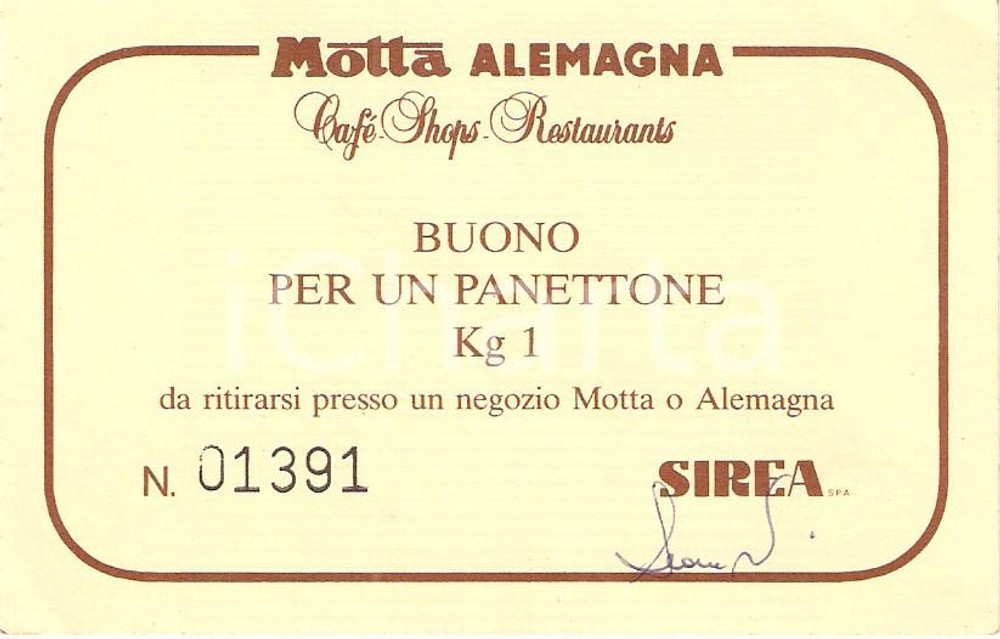 Motta ALEMAGNA
Café-Shops-Restaurants
BUONO
PER UN PANETTONE
Kg 1
iCharta
da ritirarsi presso un negozio Motta o Alemagna
N. 01391
SIREA SPA